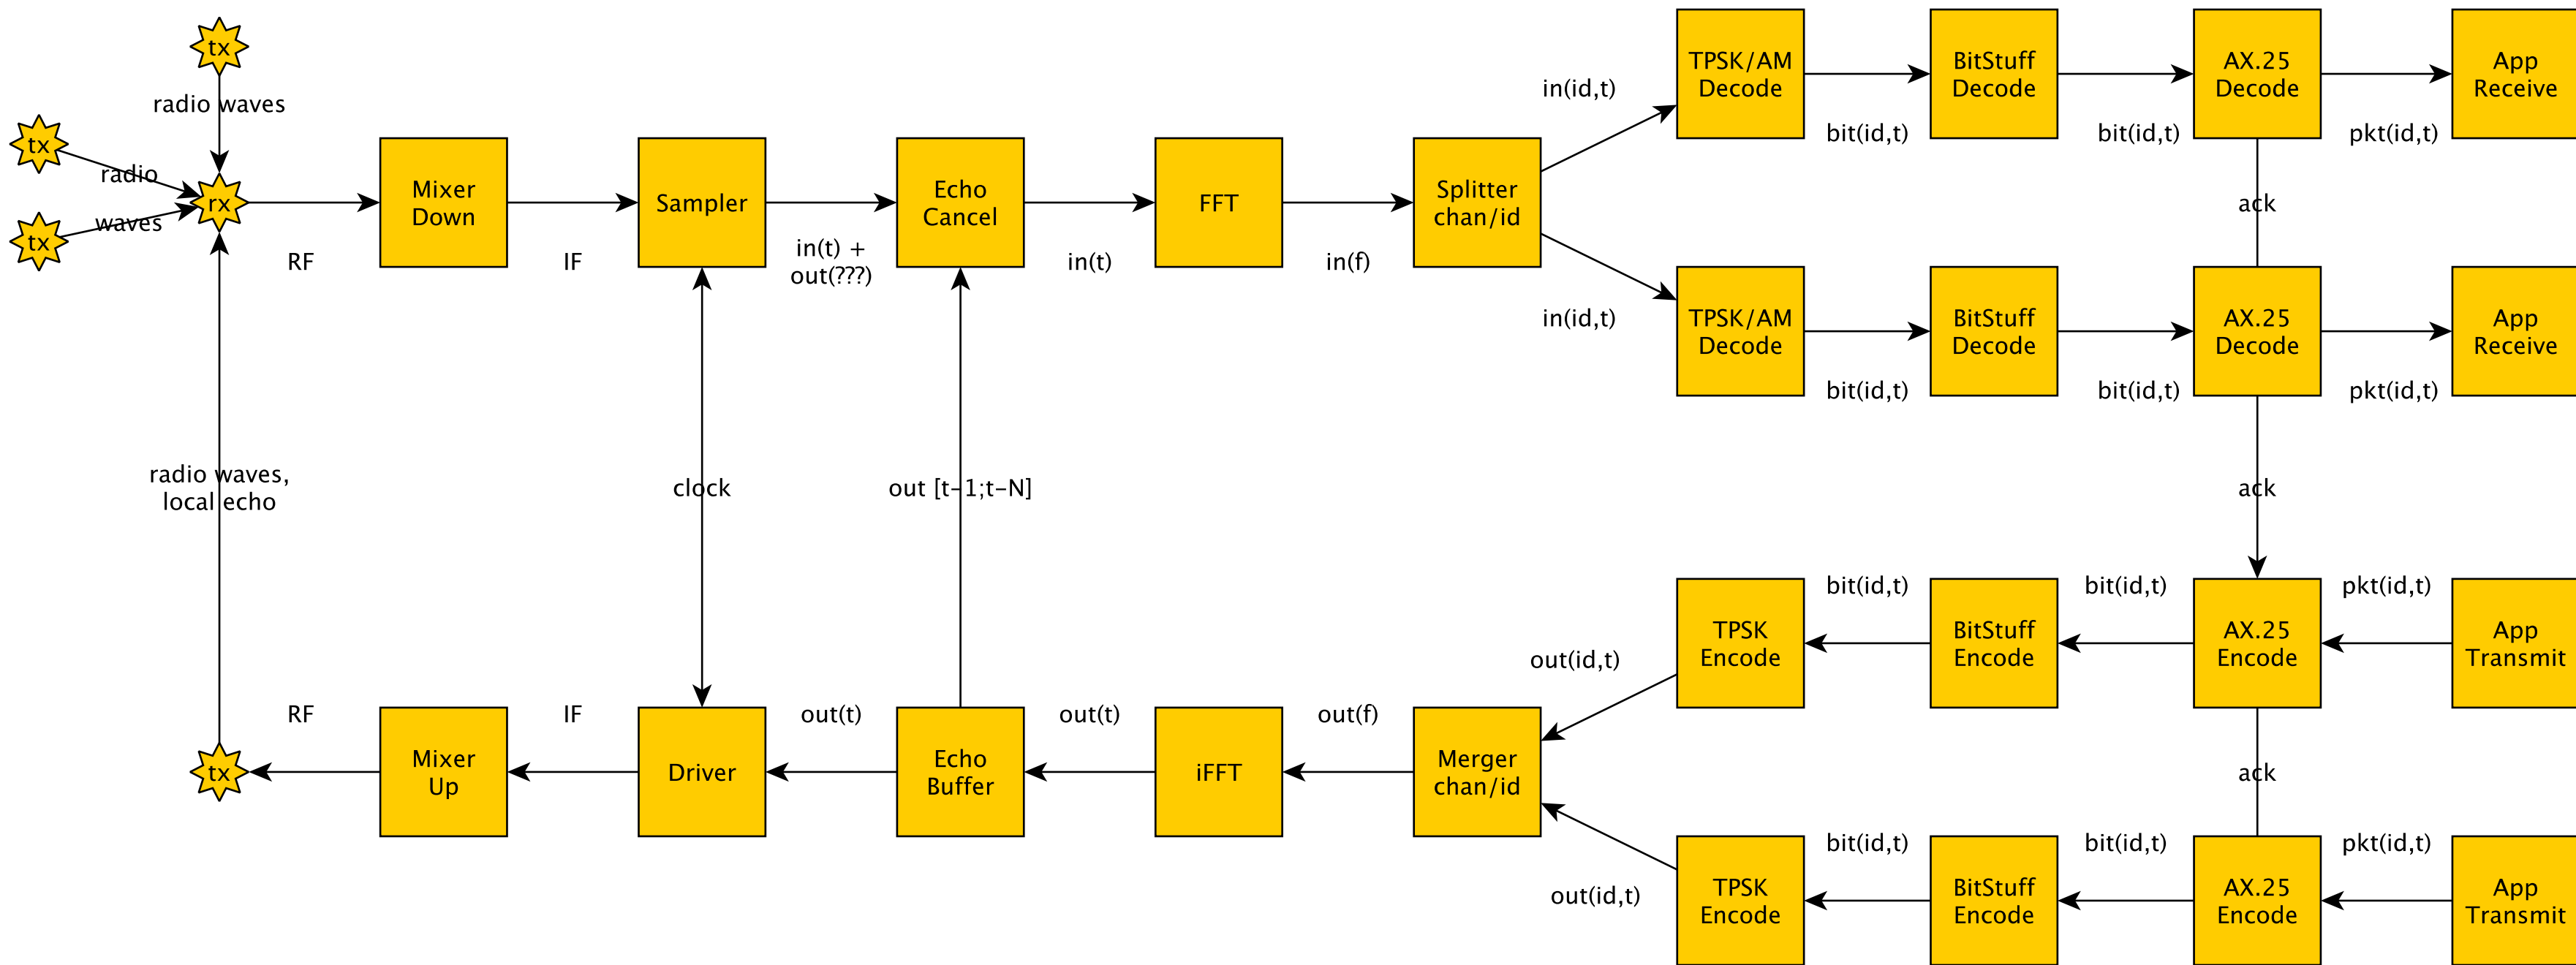 tx
radio waves
tx
radio
waves
tx
rx
RF
Mixer
Down
IF
Sampler
in(t) +
out(???)
Echo
Cancel
in(t)
FFT
in(f)
Splitter
chan/id
in(id,t)
in(id,t)
TPSK/AM
Decode
bit(id,t)
BitStuff
Decode
bit(id,t)
AX.25
Decode
pkt(id,t)
App
Receive
ack
TPSK/AM
Decode
bit(id,t)
BitStuff
Decode
bit(id,t)
AX.25
Decode
pkt(id,t)
App
Receive
radio waves,
local echo
clock
out [t-1;t-N]
ack
tx
RF
Mixer
Up
IF
Driver
out(t)
Echo
Buffer
out(t)
iFFT
out(f)
Merger
chan/id
out(id,t)
out(id,t)
TPSK
Encode
bit(id,t)
BitStuff
Encode
bit(id,t)
AX.25
Encode
pkt(id,t)
App
Transmit
ack
TPSK
Encode
bit(id,t)
BitStuff
Encode
bit(id,t)
AX.25
Encode
pkt(id,t)
App
Transmit